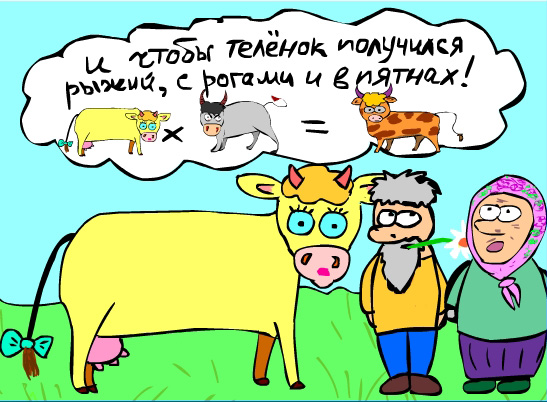 и чтобы телёнок получился
рыжий, с рогами и в пятнах!
× =